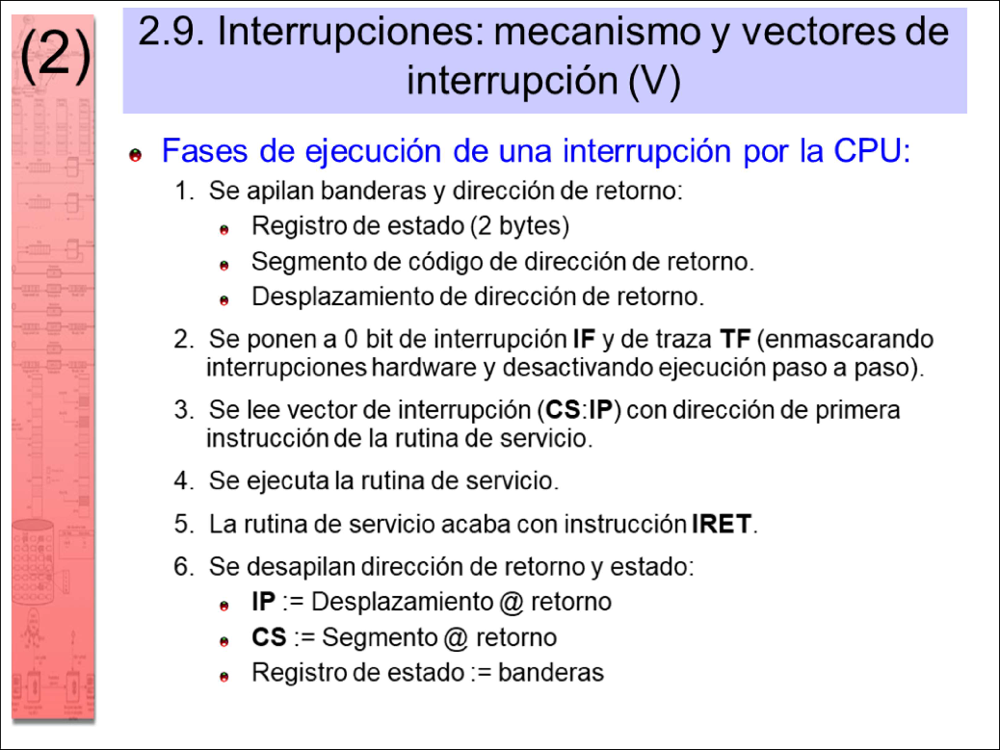 (2)
2.9. Interrupciones: mecanismo y vectores de
interrupción (V)
Fases de ejecución de una interrupción por la CPU:
1. Se apilan banderas y dirección de retorno:
Registro de estado (2 bytes)
Segmento de código de dirección de retorno.
Desplazamiento de dirección de retorno.
2. Se ponen a 0 bit de interrupción IF y de traza TF (enmascarando
interrupciones hardware y desactivando ejecución paso a paso).
3. Se lee vector de interrupción (CS:IP) con dirección de primera
instrucción de la rutina de servicio.
4. Se ejecuta la rutina de servicio.
5. La rutina de servicio acaba con instrucción IRET.
6. Se desapilan dirección de retorno y estado:
IP := Desplazamiento @ retorno
CS := Segmento @ retorno
Registro de estado := banderas